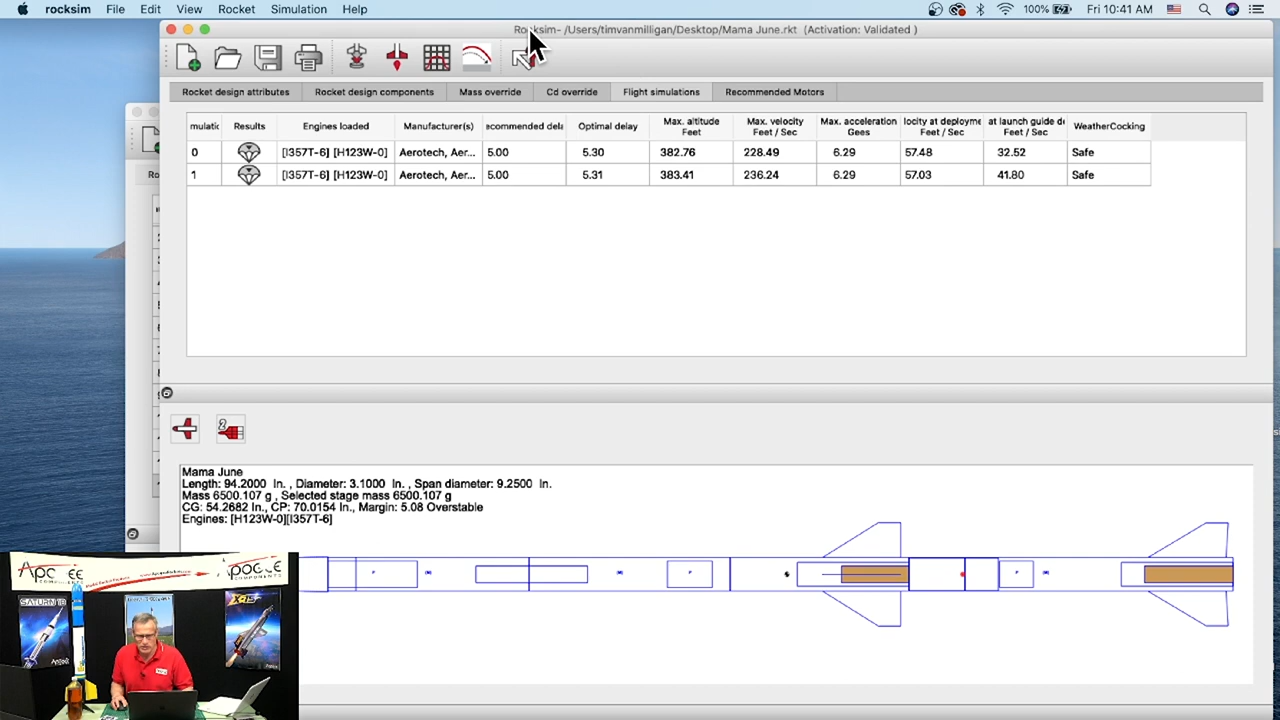 rocksim File Edit View Rocket Simulation Help 100% Fri 10:41 AM
Rocksim- /Users/timvanmilligan/Desktop/Mama June.rkt (Activation: Validated )
Rocket design attributes Rocket design components Mass override Cd override Flight simulations Recommended Motors
mulatic Results Engines loaded Manufacturer(s) ecommended dela Optimal delay Max. altitude Feet Max. velocity Feet / Sec Max. acceleration Gees locity at deployme Feet / Sec at launch guide de Feet / Sec WeatherCocking
0 [I357T-6] [H123W-0] Aerotech, Aer... 5.00 5.30 382.76 228.49 6.29 57.48 32.52 Safe
1 [I357T-6] [H123W-0] Aerotech, Aer... 5.00 5.31 383.41 236.24 6.29 57.03 41.80 Safe
Ro
2
Mama June
Length: 94.2000 In. , Diameter: 3.1000 In. , Span diameter: 9.2500 In.
Mass 6500.107 g , Selected stage mass 6500.107 g
CG: 54.2682 In., CP: 70.0154 In., Margin: 5.08 Overstable
Engines: [H123W-0][I357T-6]
SATURN 1B